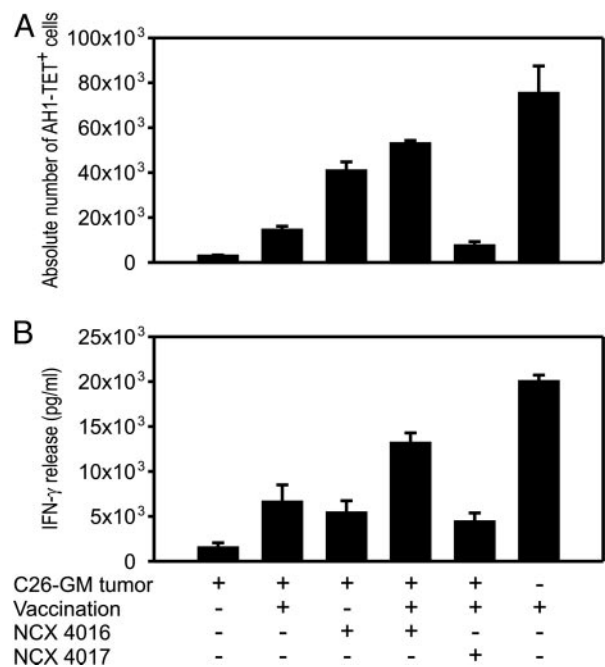 A
Absolute number of AH1-TET⁺ cells
100x10³
80x10³
60x10³
40x10³
20x10³
0
B
IFN-γ release (pg/ml)
25x10³
20x10³
15x10³
10x10³
5x10³
0
C26-GM tumor + + + + + -
Vaccination - + - + + +
NCX 4016 - - + + - -
NCX 4017 - - - - + -